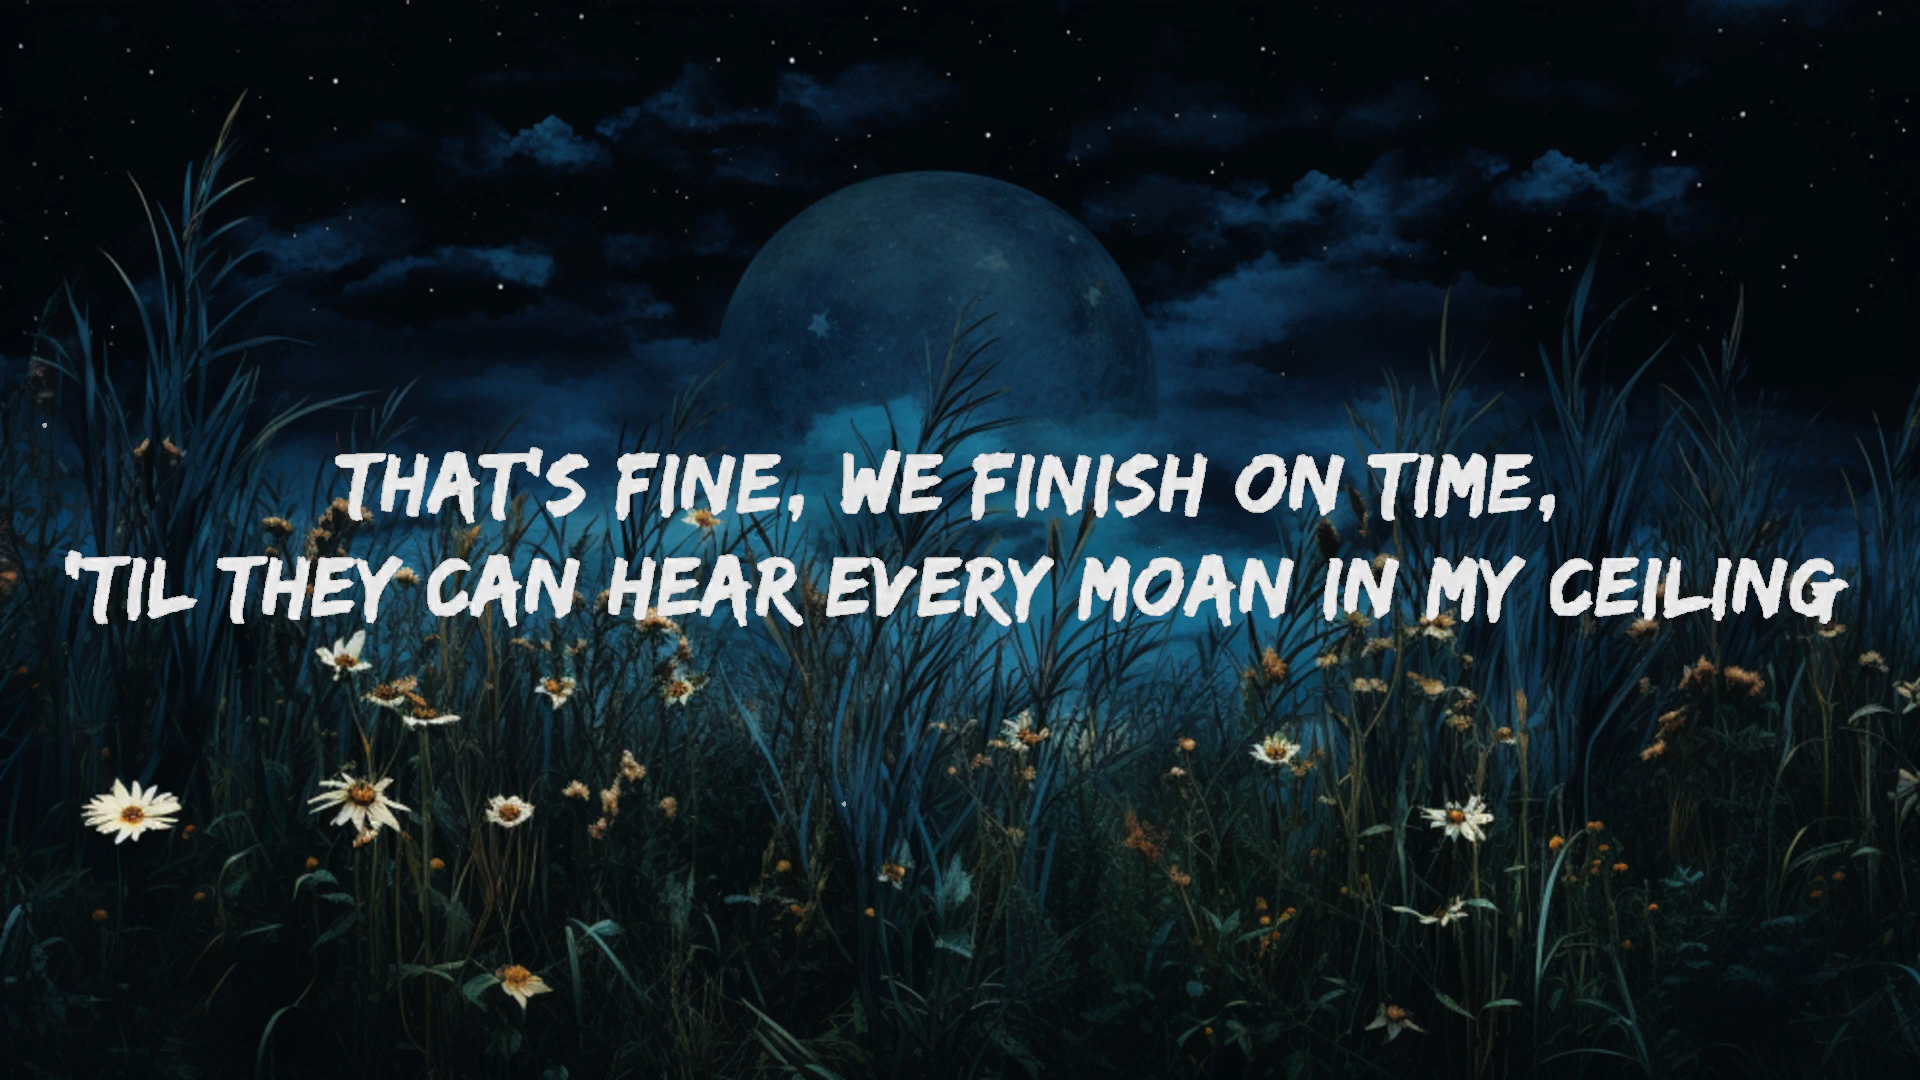 THAT'S FINE, WE FINISH ON TIME,
'TIL THEY CAN HEAR EVERY MOAN IN MY CEILING